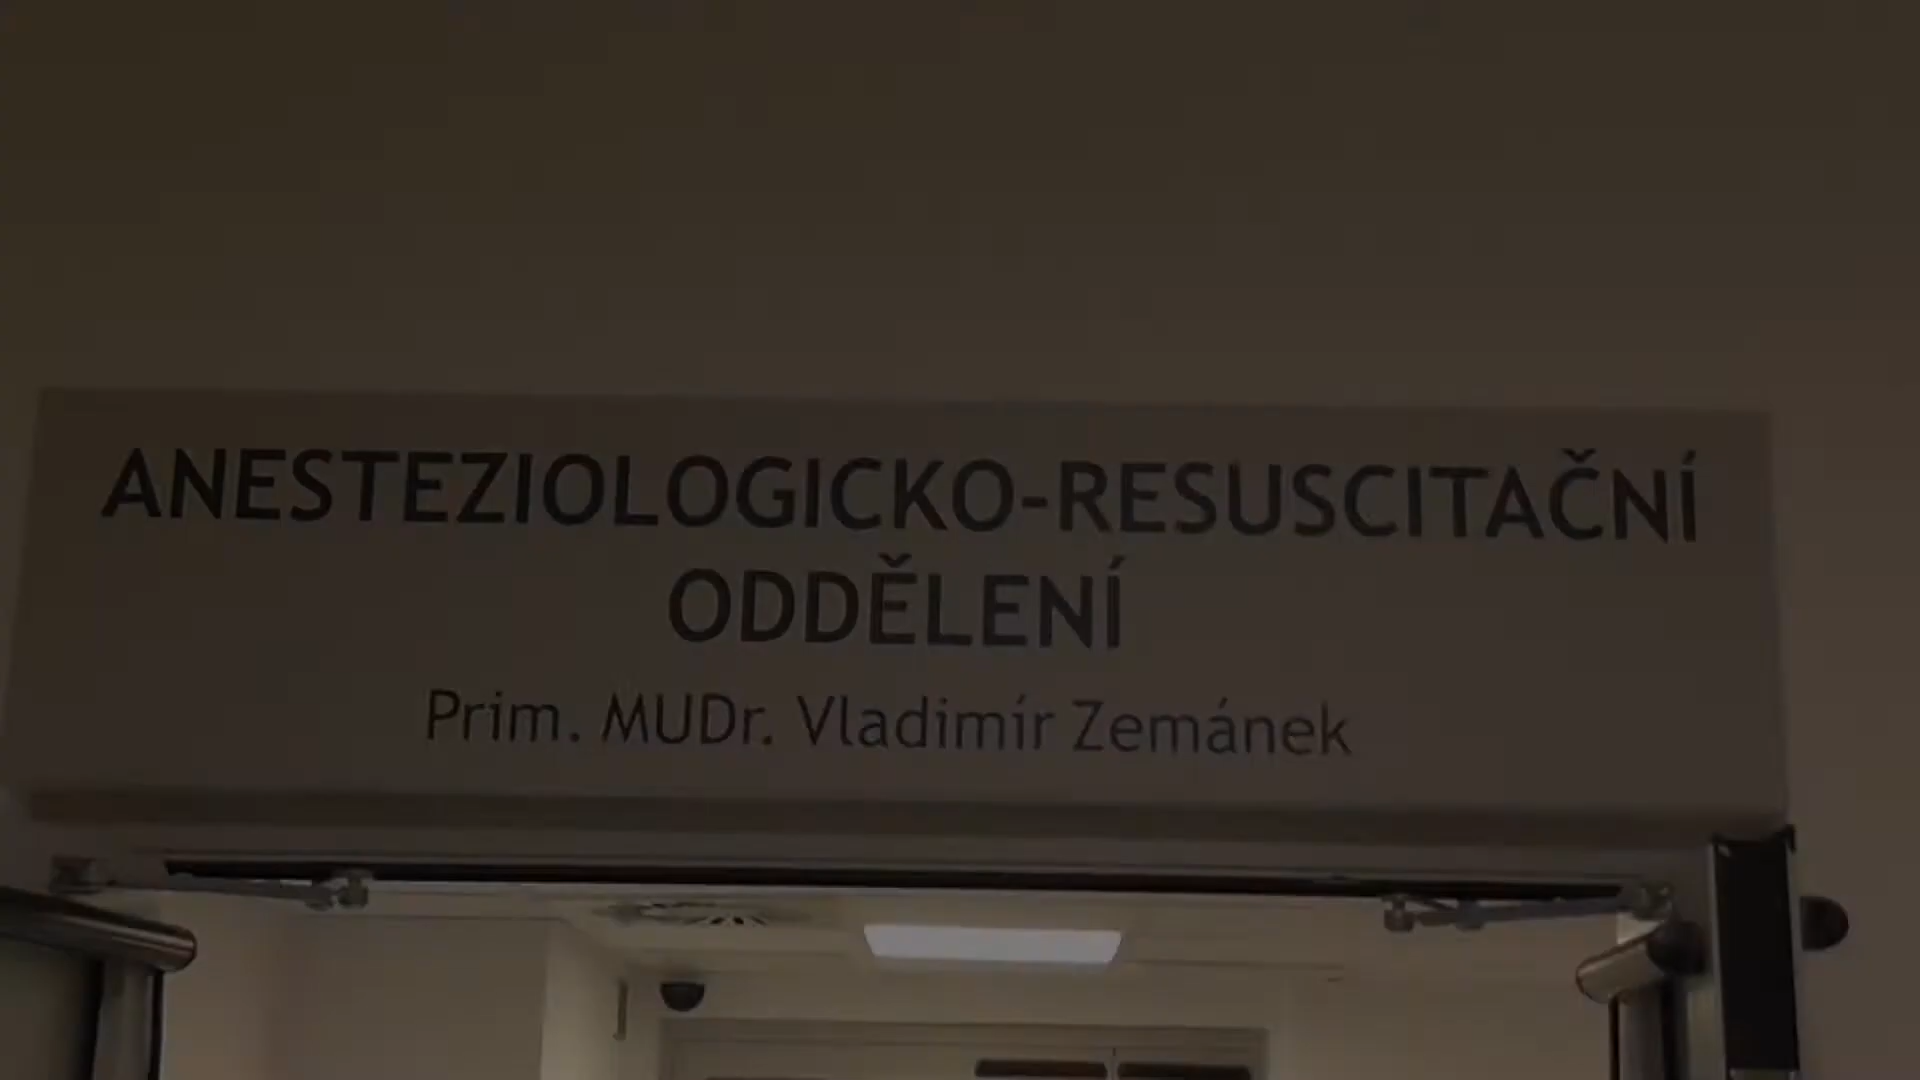 ANESTEZIOLOGICKO-RESUSCITAČNÍ
ODDĚLENÍ
Prim. MUDr. Vladimír Zemánek